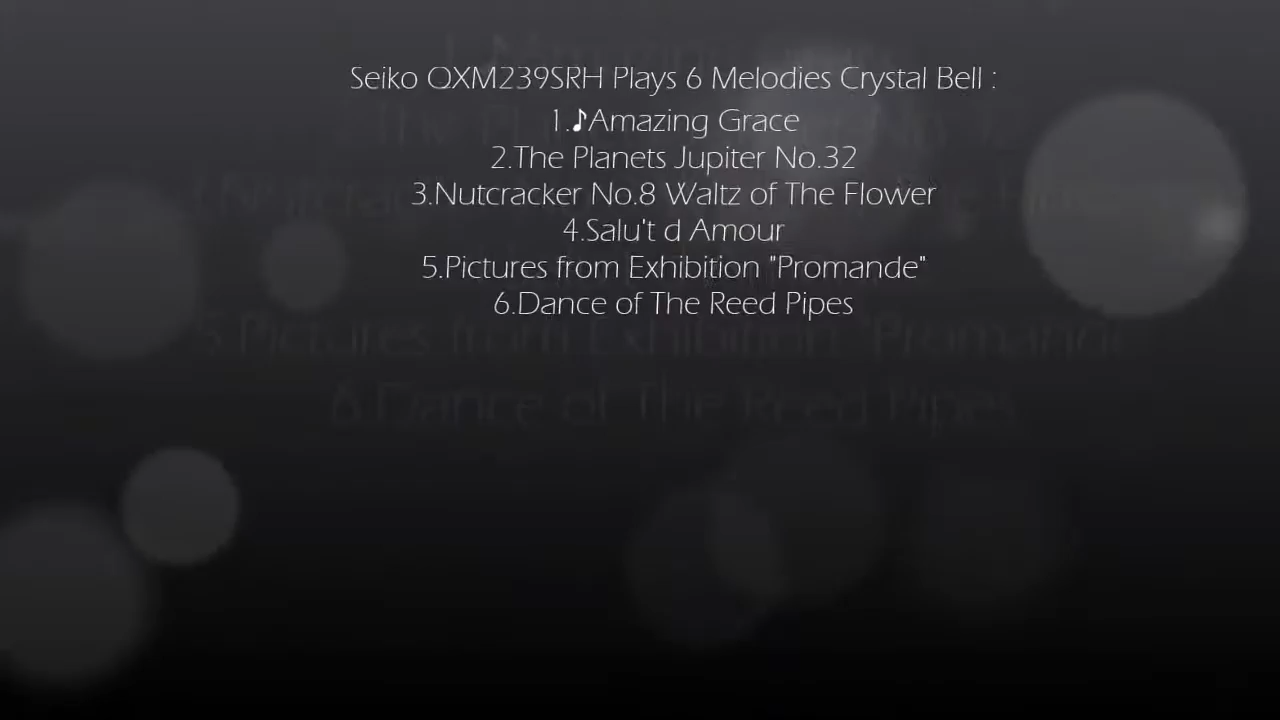 Seiko QXM239SRH Plays 6 Melodies Crystal Bell :
1.♪Amazing Grace
2.The Planets Jupiter No.32
3.Nutcracker No.8 Waltz of The Flower
4.Salu't d Amour
5.Pictures from Exhibition "Promande"
6.Dance of The Reed Pipes